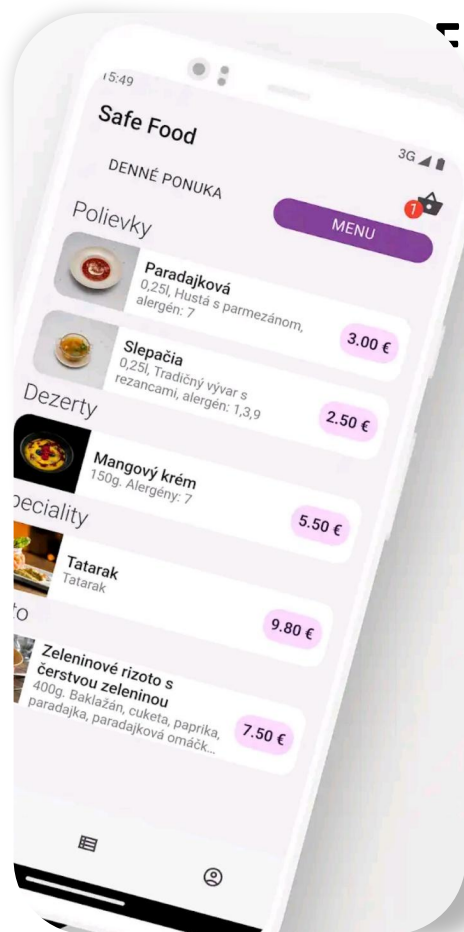 15:49
3G
Safe Food
1
DENNÉ PONUKA
MENU
Polievky
Paradajková
0,25l, Hustá s parmezánom,
alergén: 7
3.00 €
Slepačia
0,25l, Tradičný vývar s
rezancami, alergén: 1,3,9
2.50 €
Dezerty
Mangový krém
150g. Alergény: 7
5.50 €
peciality
Tatarak
Tatarak
9.80 €
to
Zeleninové rizoto s
čerstvou zeleninou
400g. Baklažán, cuketa, paprika,
paradajka, paradajková omáčk...
7.50 €